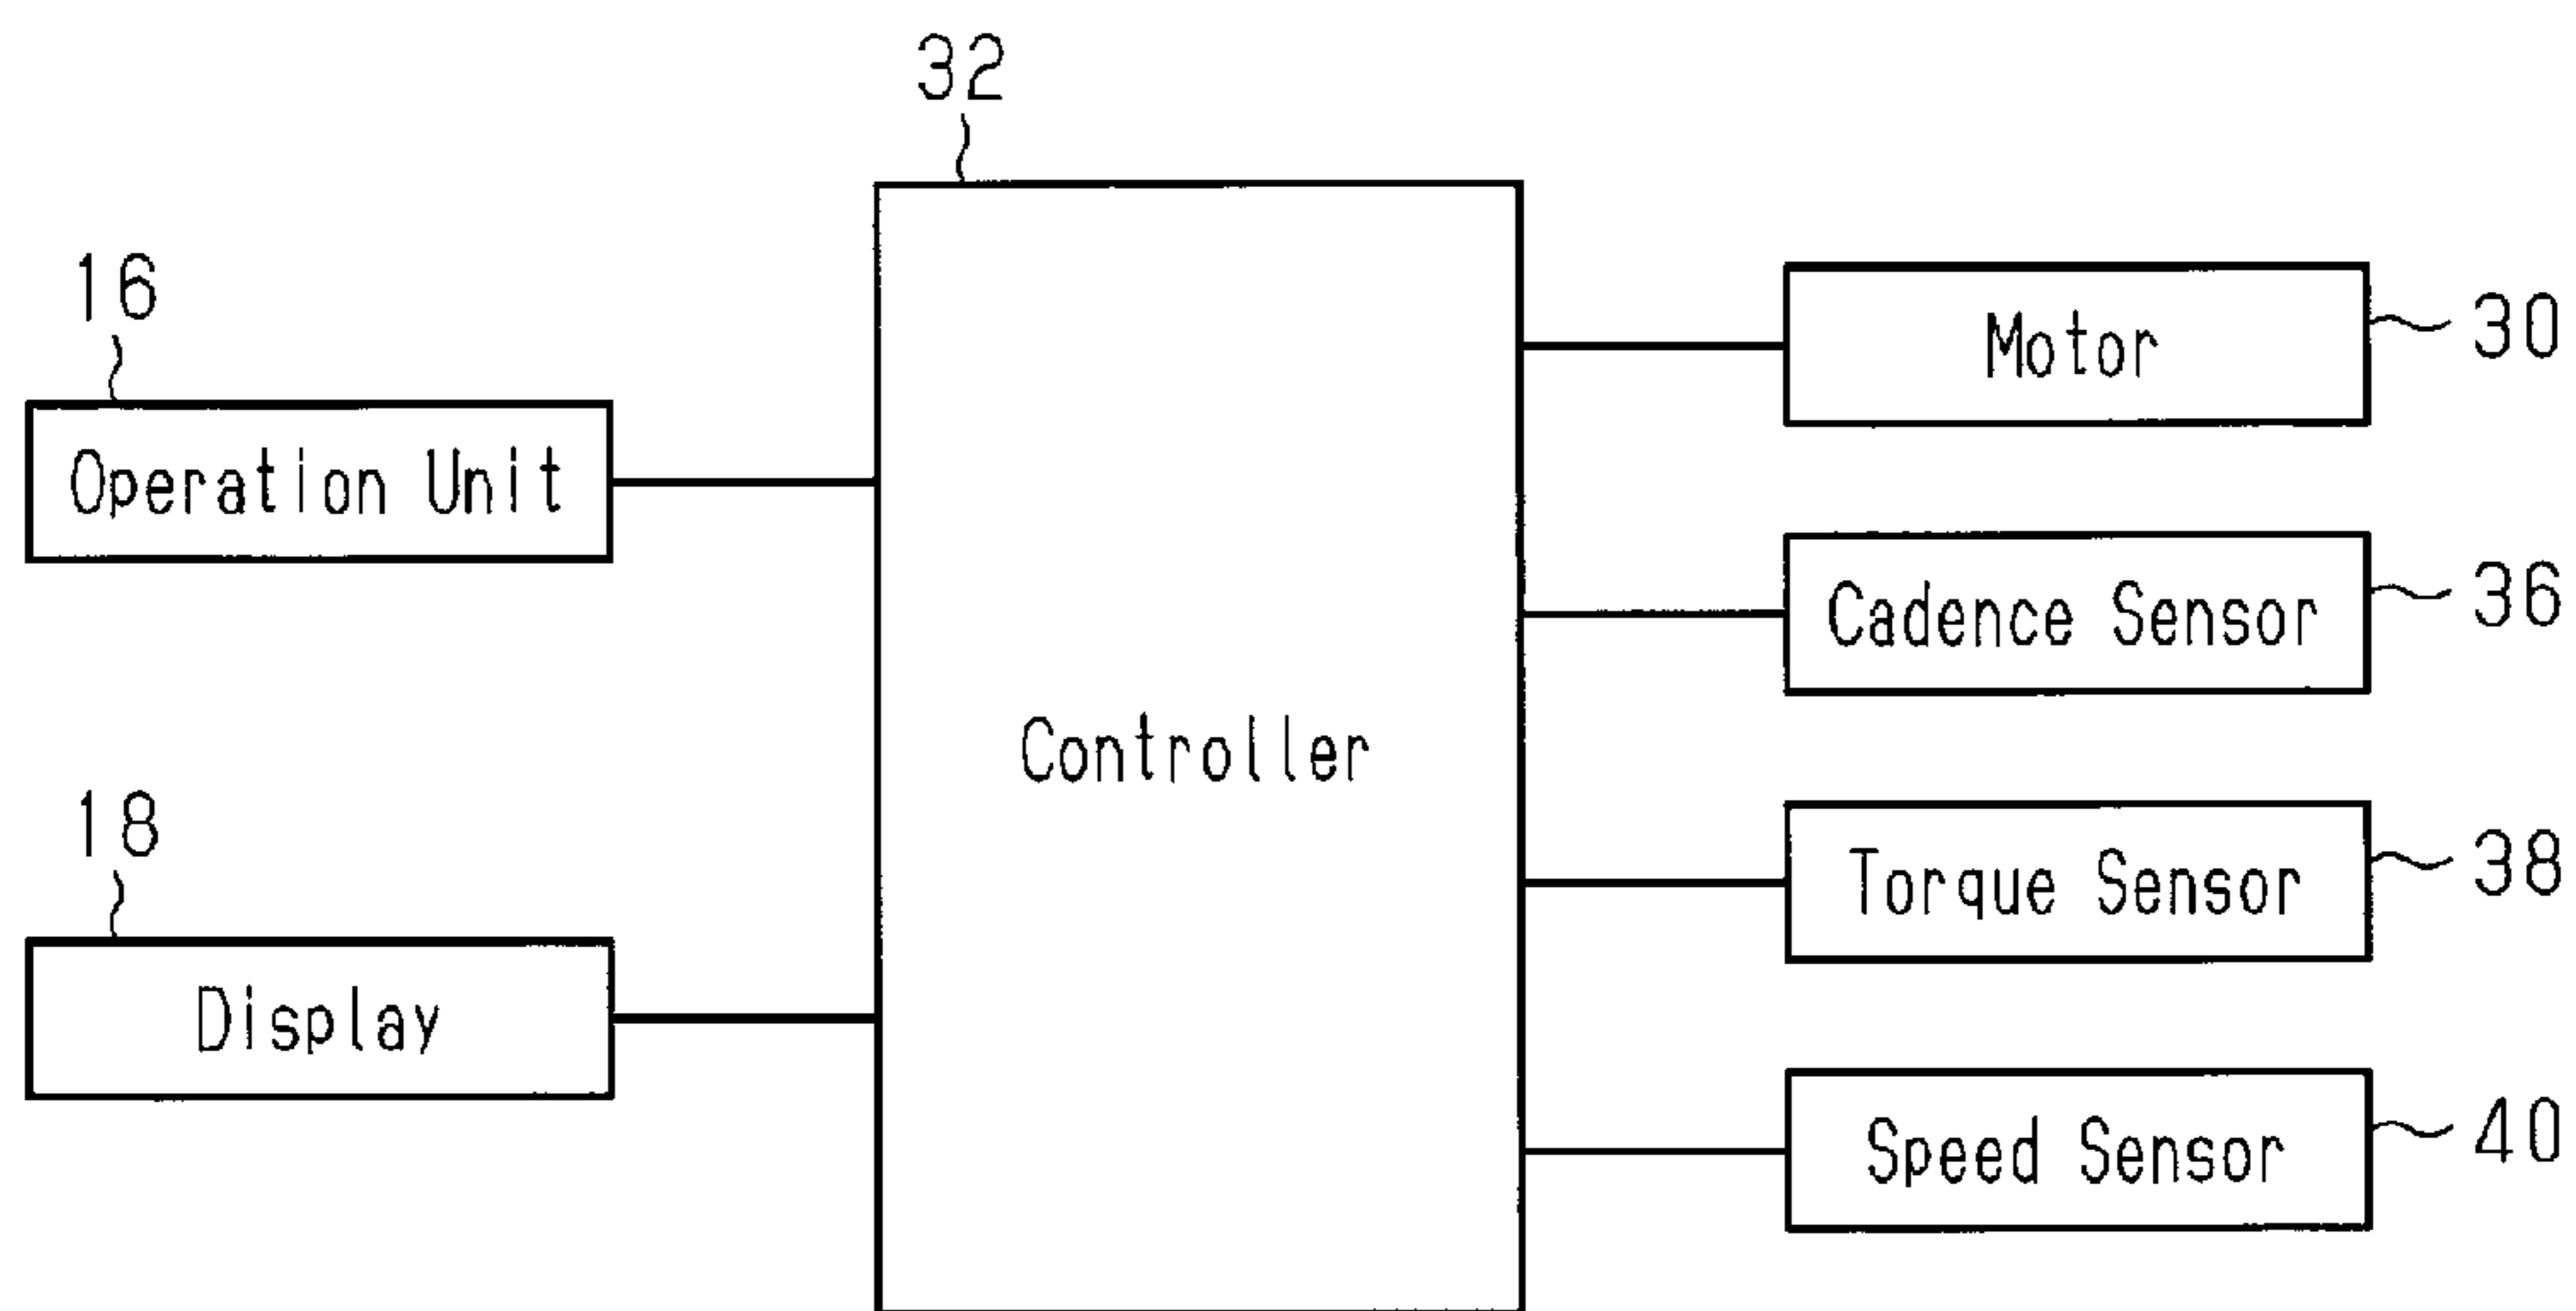 32
16
Operation Unit
18
Display
Controller
Motor
30
Cadence Sensor
36
Torque Sensor
38
Speed Sensor
40